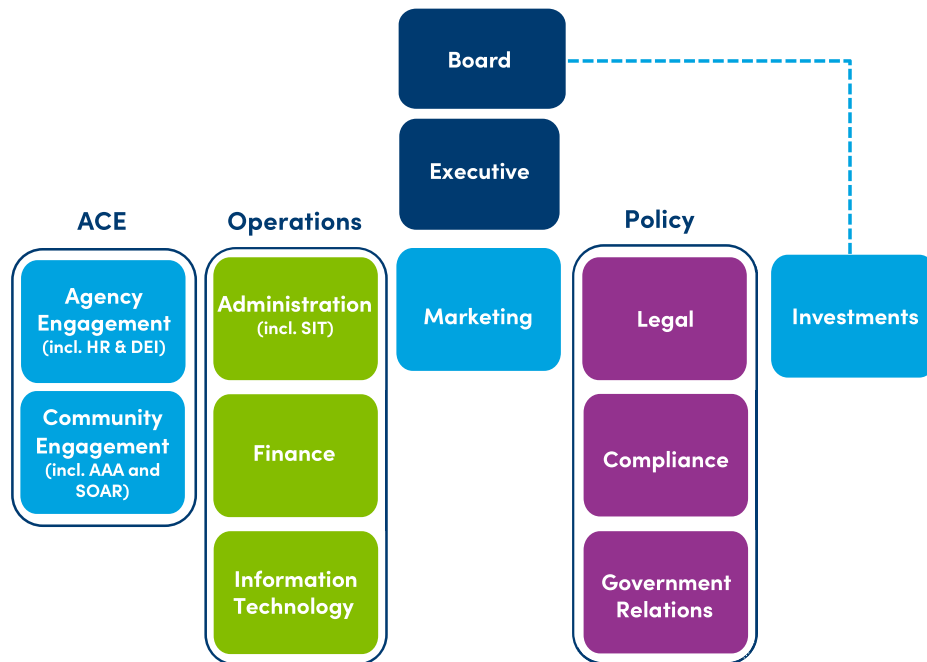 Board
Executive
ACE
Agency
Engagement
(incl. HR & DEI)
Community
Engagement
(incl. AAA and
SOAR)
Operations
Administration
(incl. SIT)
Finance
Information
Technology
Marketing
Policy
Legal
Compliance
Government
Relations
Investments